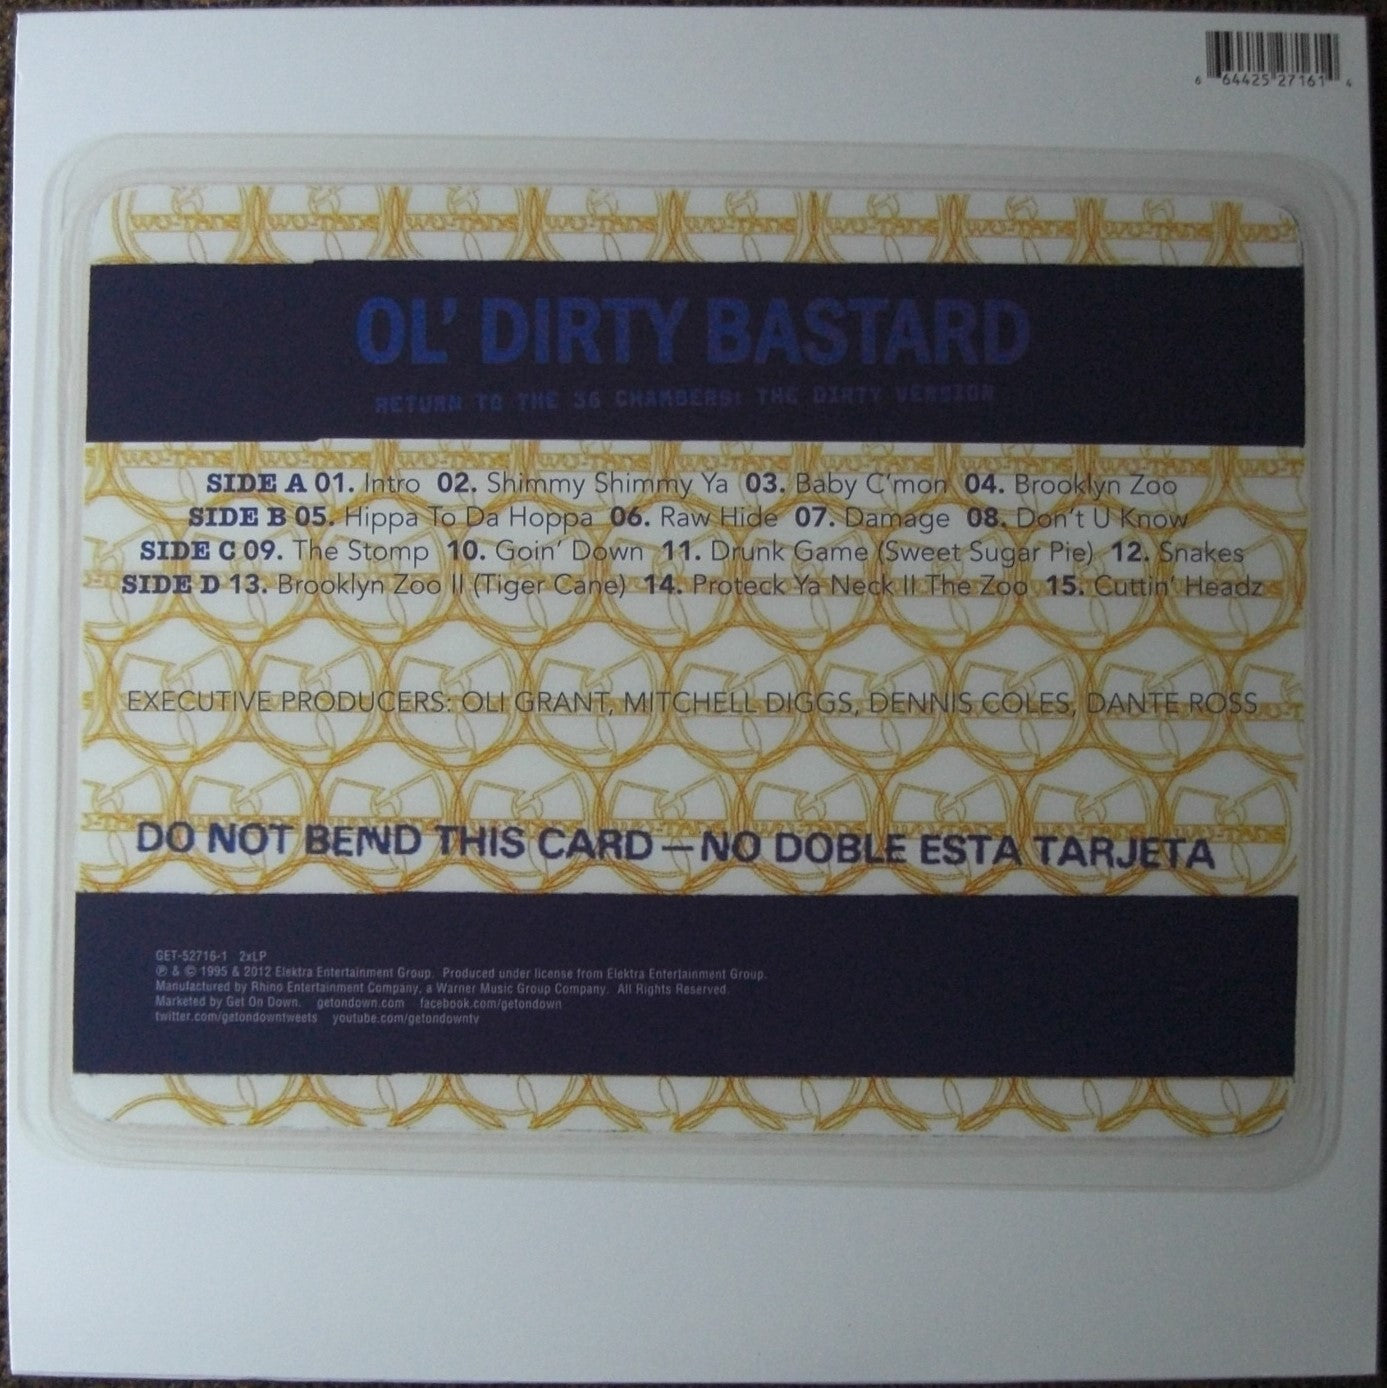 6 64425 27161 4
OL' DIRTY BASTARD
RETURN TO THE 36 CHAMBERS: THE DIRTY VERSION
SIDE A 01. Intro 02. Shimmy Shimmy Ya 03. Baby C'mon 04. Brooklyn Zoo
SIDE B 05. Hippa To Da Hoppa 06. Raw Hide 07. Damage 08. Don't U Know
SIDE C 09. The Stomp 10. Goin' Down 11. Drunk Game (Sweet Sugar Pie) 12. Snakes
SIDE D 13. Brooklyn Zoo II (Tiger Cane) 14. Proteck Ya Neck II The Zoo 15. Cuttin' Headz
EXECUTIVE PRODUCERS: OLI GRANT, MITCHELL DIGGS, DENNIS COLES, DANTE ROSS
DO NOT BEND THIS CARD — NO DOBLE ESTA TARJETA
GET-52716-1 2xLP
℗ & © 1995 & 2012 Elektra Entertainment Group. Produced under license from Elektra Entertainment Group.
Manufactured by Rhino Entertainment Company, a Warner Music Group Company. All Rights Reserved.
Marketed by Get On Down. getondown.com facebook.com/getondown
twitter.com/getondowntweets youtube.com/getondowntv